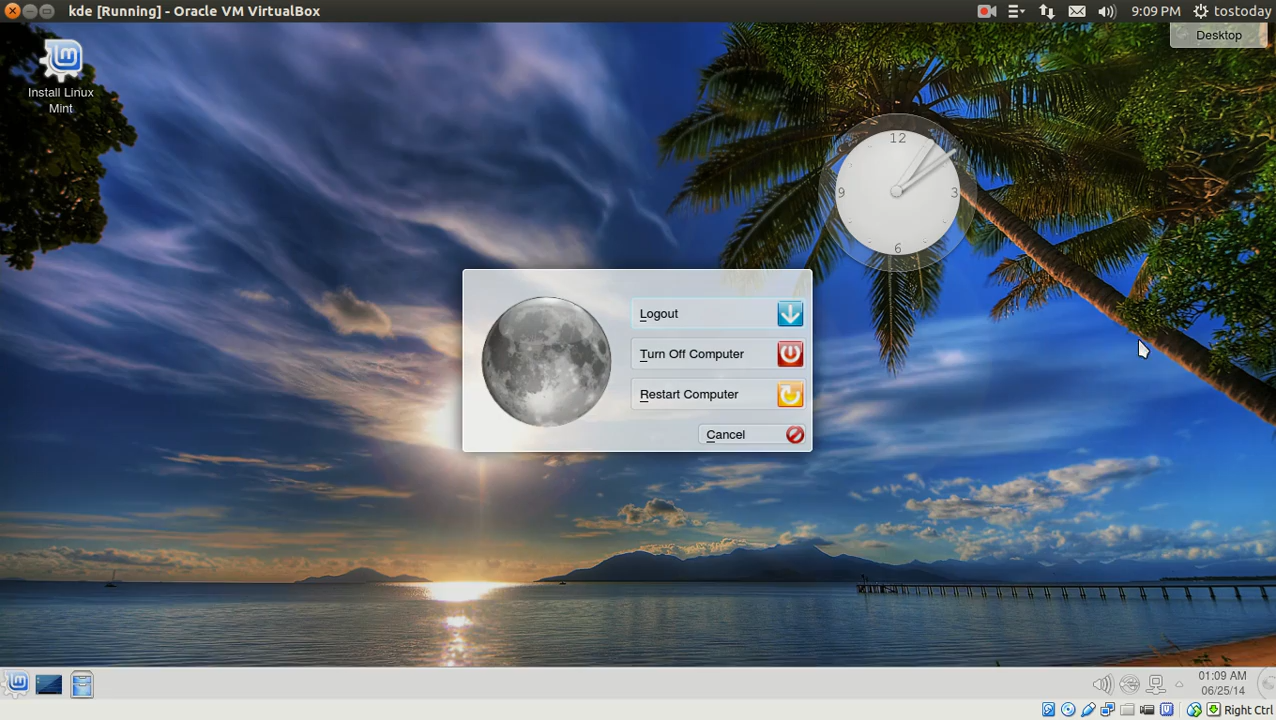 kde [Running] - Oracle VM VirtualBox
9:09 PM
tostoday
Desktop
Install Linux
Mint
12
9
3
6
Logout
Turn Off Computer
Restart Computer
Cancel
01:09 AM
06/25/14
Right Ctrl